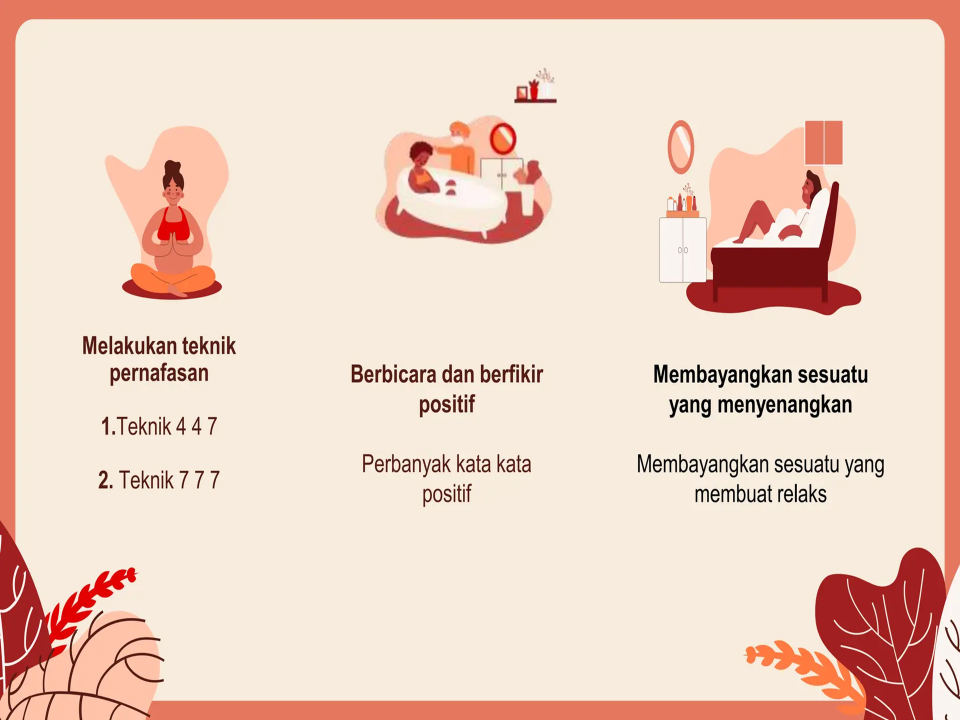 Melakukan teknik
pernafasan
1.Teknik 4 4 7
2. Teknik 7 7 7
Berbicara dan berfikir
positif
Perbanyak kata kata
positif
Membayangkan sesuatu
yang menyenangkan
Membayangkan sesuatu yang
membuat relaks